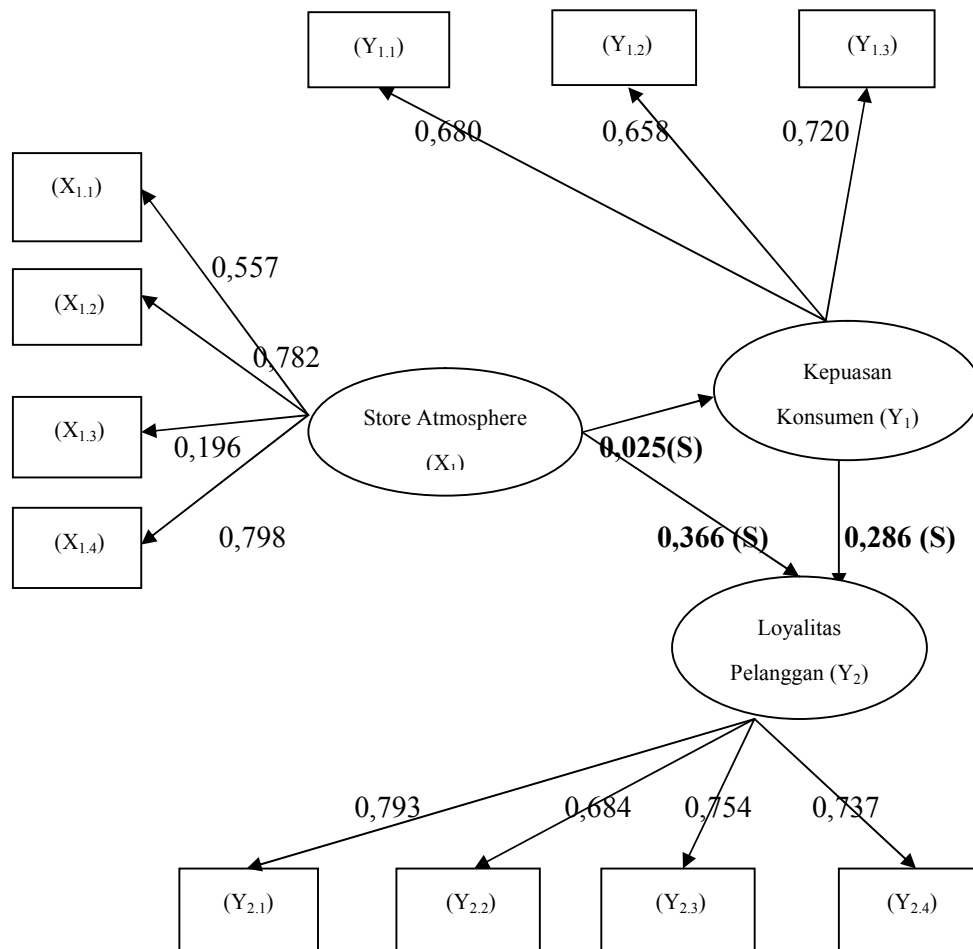 (Y1.1)
(Y1.2)
(Y1.3)
0,680
0,658
0,720
(X1.1)
0,557
(X1.2)
0,782
(X1.3)
0,196
(X1.4)
0,798
Store Atmosphere
(X1)
Kepuasan
Konsumen (Y1)
0,025(S)
0,366 (S)
0,286 (S)
Loyalitas
Pelanggan (Y2)
0,793
0,684
0,754
0,737
(Y2.1)
(Y2.2)
(Y2.3)
(Y2.4)